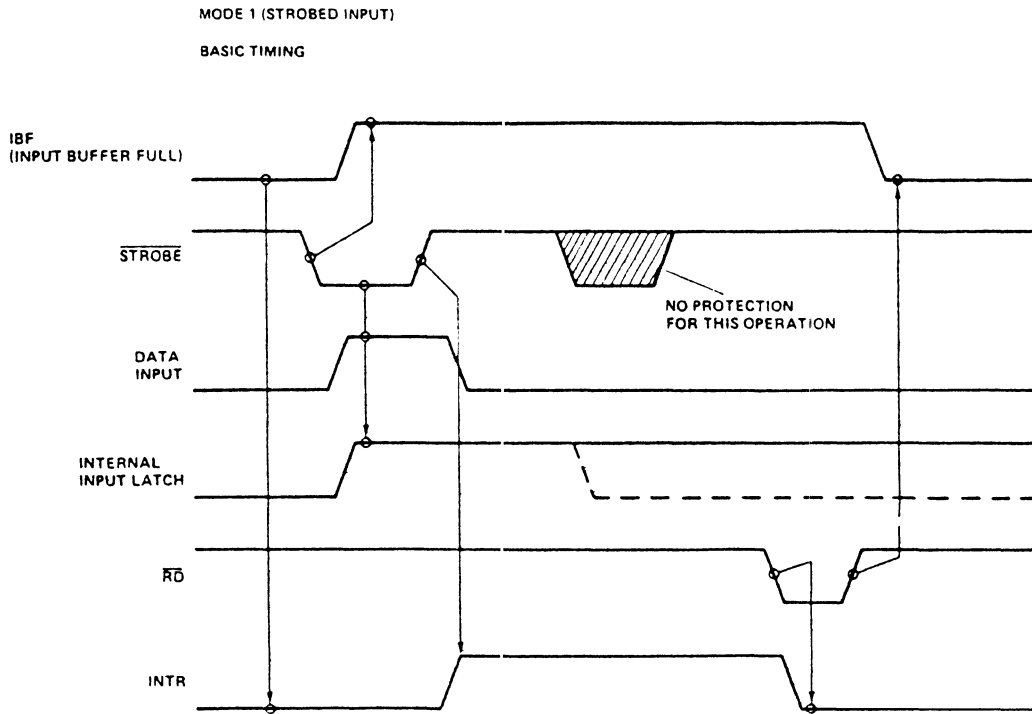 MODE 1 (STROBED INPUT)
BASIC TIMING
IBF
(INPUT BUFFER FULL)
STROBE
NO PROTECTION
FOR THIS OPERATION
DATA
INPUT
INTERNAL
INPUT LATCH
RD
INTR